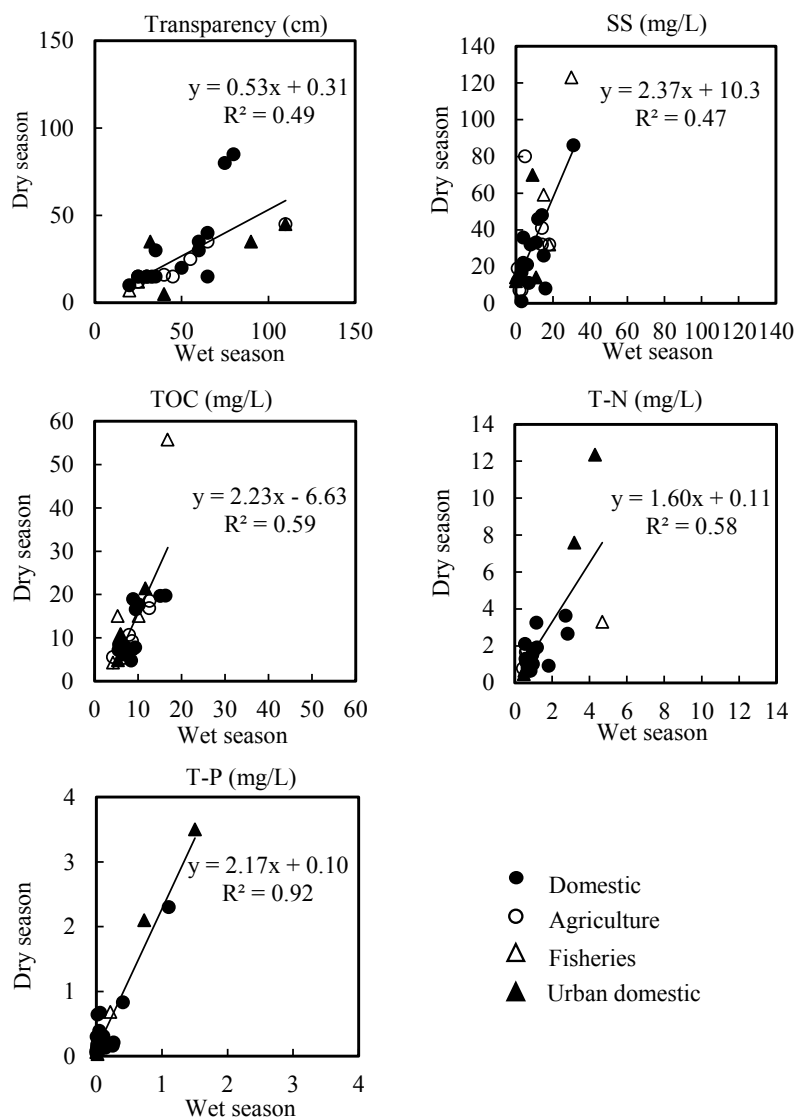 Transparency (cm)
150
100
50
0
0
50
100
150
y = 0.53x + 0.31
R² = 0.49
Dry season
Wet season
SS (mg/L)
140
120
100
80
60
40
20
0
0
20
40
60
80
100
120
140
y = 2.37x + 10.3
R² = 0.47
Dry season
Wet season
TOC (mg/L)
60
50
40
30
20
10
0
0
10
20
30
40
50
60
y = 2.23x - 6.63
R² = 0.59
Dry season
Wet season
T-N (mg/L)
14
12
10
8
6
4
2
0
0
2
4
6
8
10
12
14
y = 1.60x + 0.11
R² = 0.58
Dry season
Wet season
T-P (mg/L)
4
3
2
1
0
0
1
2
3
4
y = 2.17x + 0.10
R² = 0.92
Dry season
Wet season
Domestic
Agriculture
Fisheries
Urban domestic